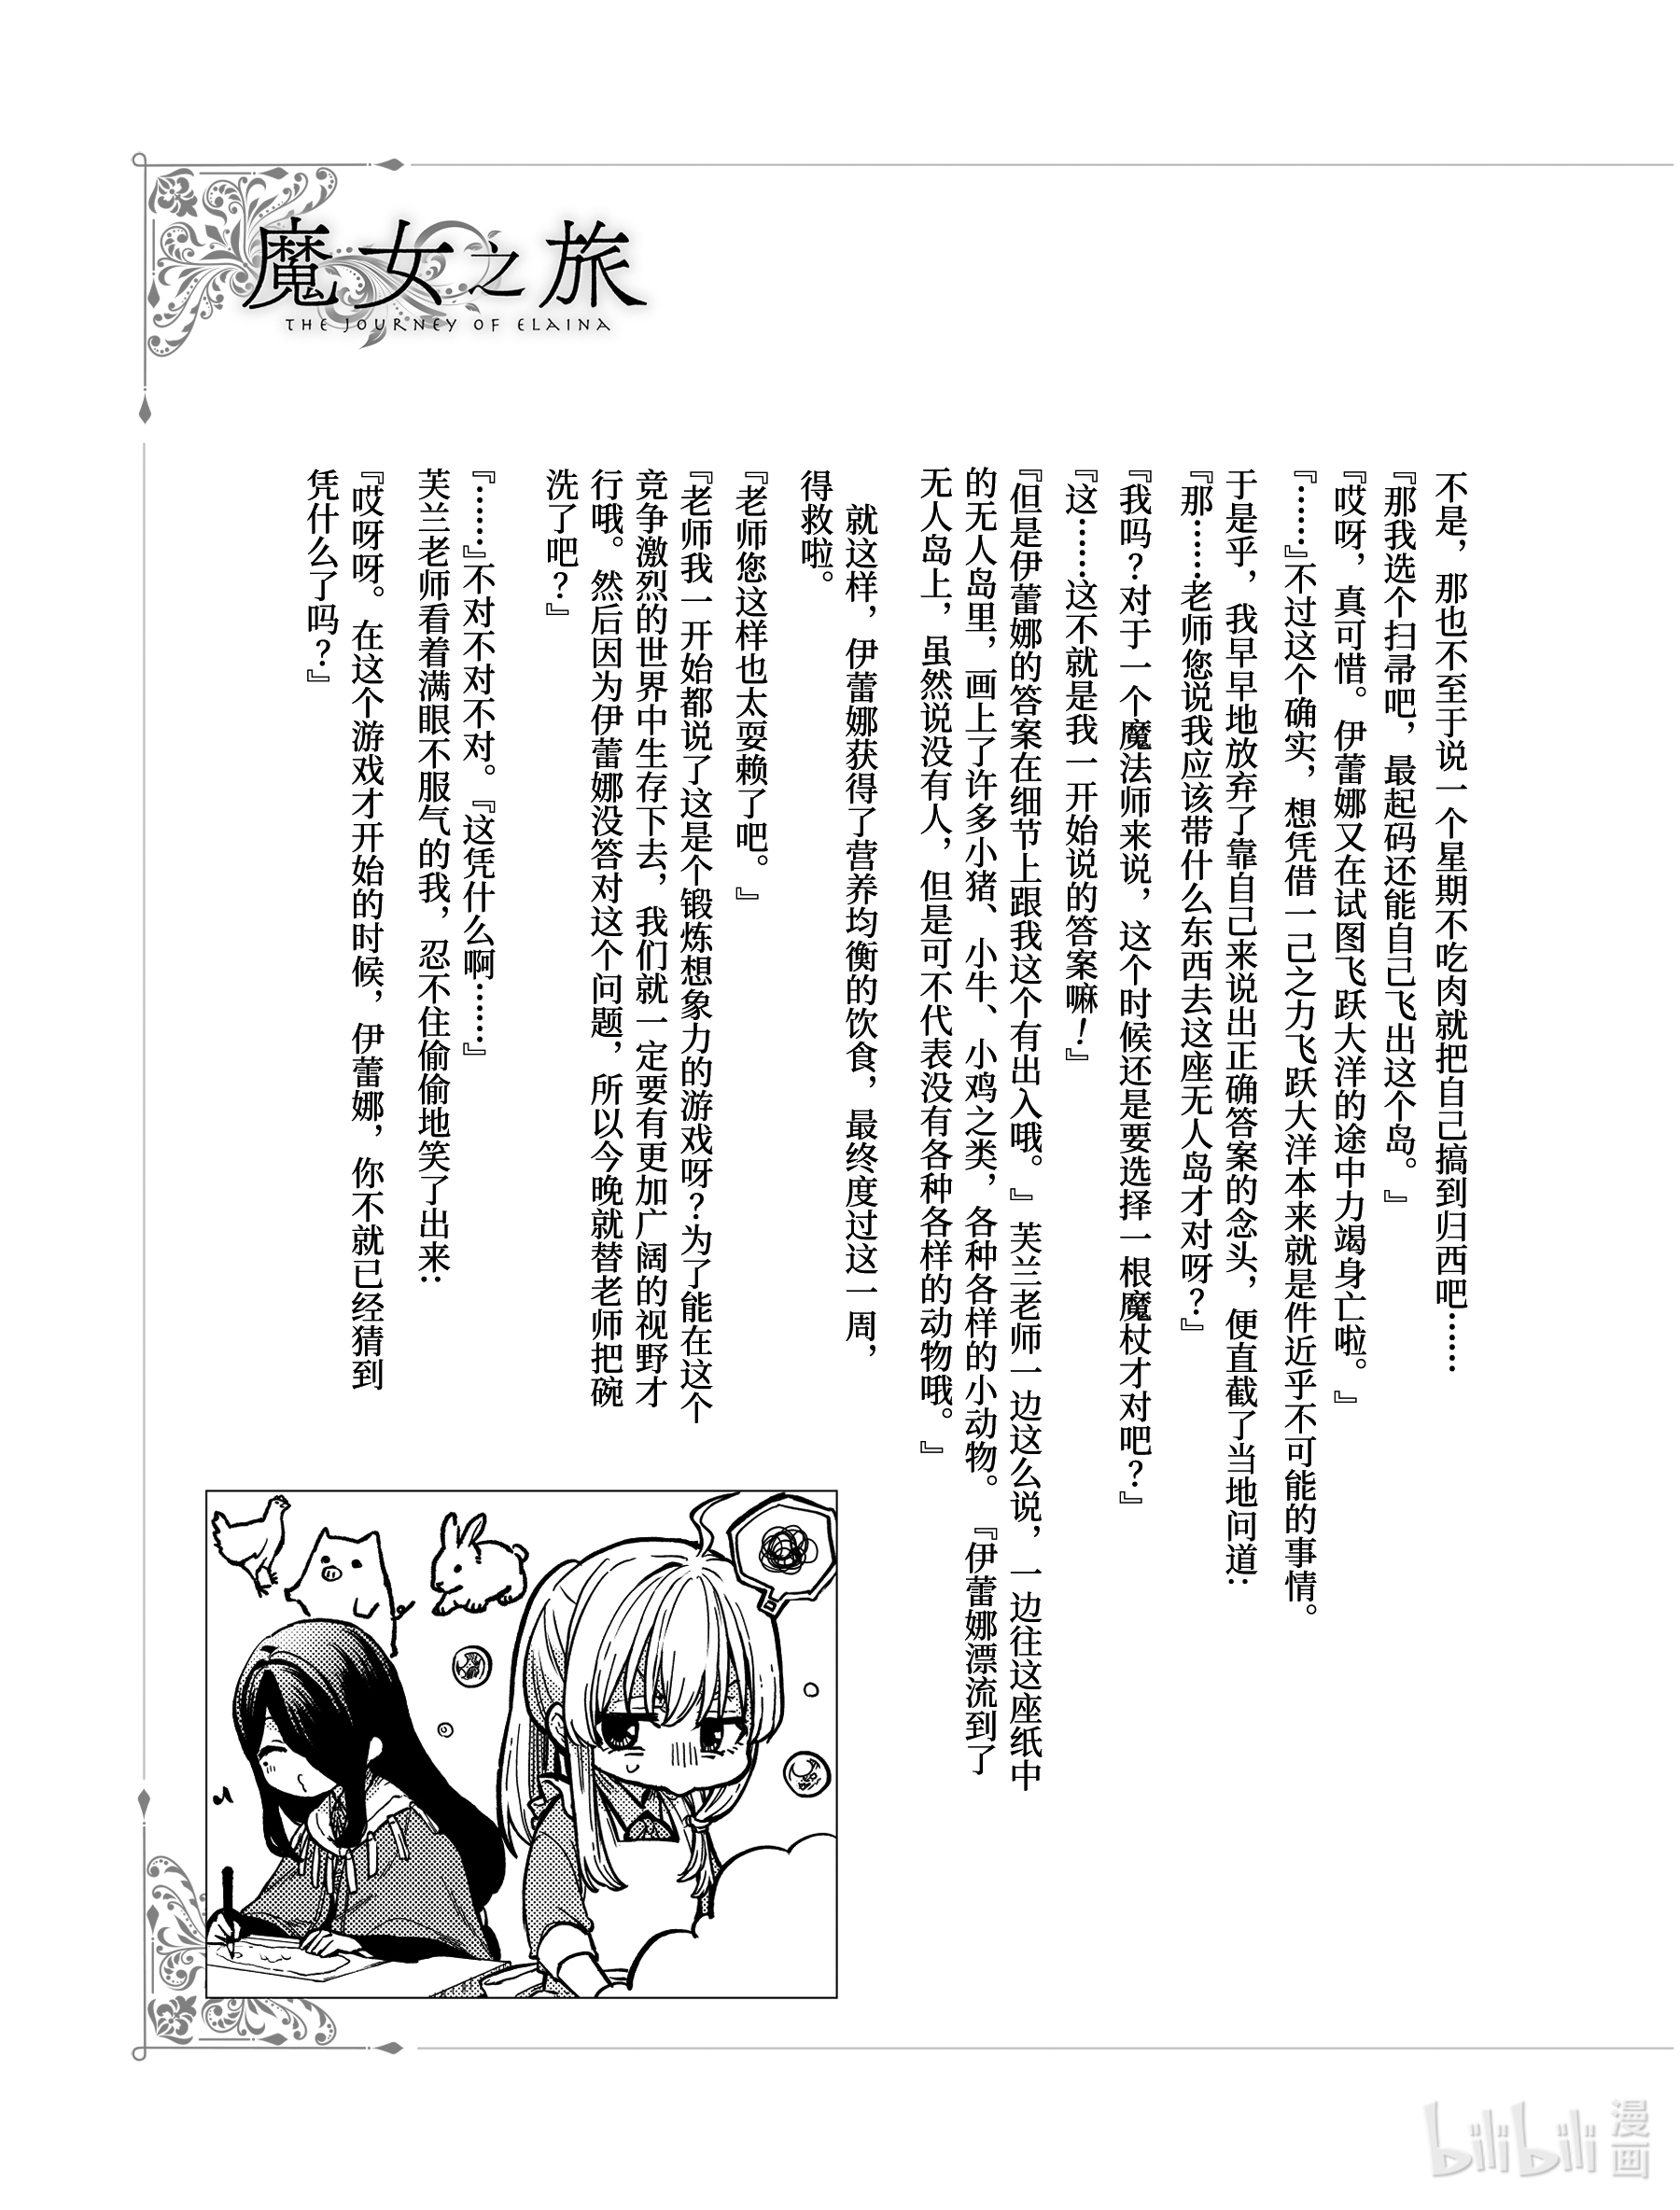 魔女之旅
THE JOURNEY OF ELAINA
不是，那也不至于说一个星期不吃肉就把自己搞到归西吧……
『那我选个扫帚吧，最起码还能自己飞出这个岛。』
『哎呀，真可惜。伊蕾娜又在试图飞跃大洋的途中力竭身亡啦。』
『……』不过这个确实，想凭借一己之力飞跃大洋本来就是件近乎不可能的事情。
于是乎，我早早地放弃了靠自己来说出正确答案的念头，便直截了当地问道：
『那……老师您说我应该带什么东西去这座无人岛才对呀？』
『我吗？对于一个魔法师来说，这个时候还是要选择一根魔杖才对吧？』
『这……这不就是我一开始说的答案嘛！』
『但是伊蕾娜的答案在细节上跟我这个有出入哦。』芙兰老师一边这么说，一边往这座纸中
的无人岛里，画上了许多小猪、小牛、小鸡之类，各种各样的小动物。『伊蕾娜漂流到了
无人岛上，虽然说没有人，但是可不代表没有各种各样的动物哦。』
就这样，伊蕾娜获得了营养均衡的饮食，最终度过这一周，
得救啦。
『老师您这样也太耍赖了吧。』
『老师我一开始都说了这是个锻炼想象力的游戏呀？为了能在这个
竞争激烈的世界中生存下去，我们就一定要有更加广阔的视野才
行哦。然后因为伊蕾娜没答对这个问题，所以今晚就替老师把碗
洗了吧？』
『……』不对不对不对。『这凭什么啊……』
芙兰老师看着满眼不服气的我，忍不住偷偷地笑了出来：
『哎呀呀。在这个游戏才开始的时候，伊蕾娜，你不就已经猜到
凭什么了吗？』
bilibili漫画